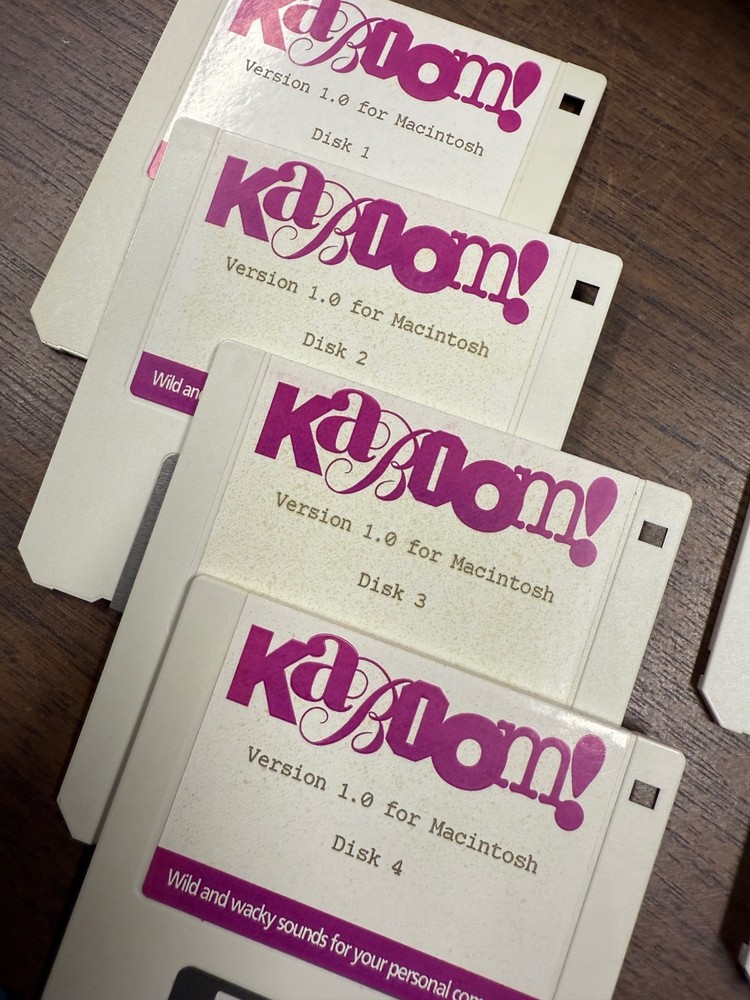 KaBoom!
Version 1.0 for Macintosh
Disk 1
KaBoom!
Version 1.0 for Macintosh
Disk 2
Wild
KaBoom!
Version 1.0 for Macintosh
Disk 3
KaBoom!
Version 1.0 for Macintosh
Disk 4
Wild and wacky sounds for your personal